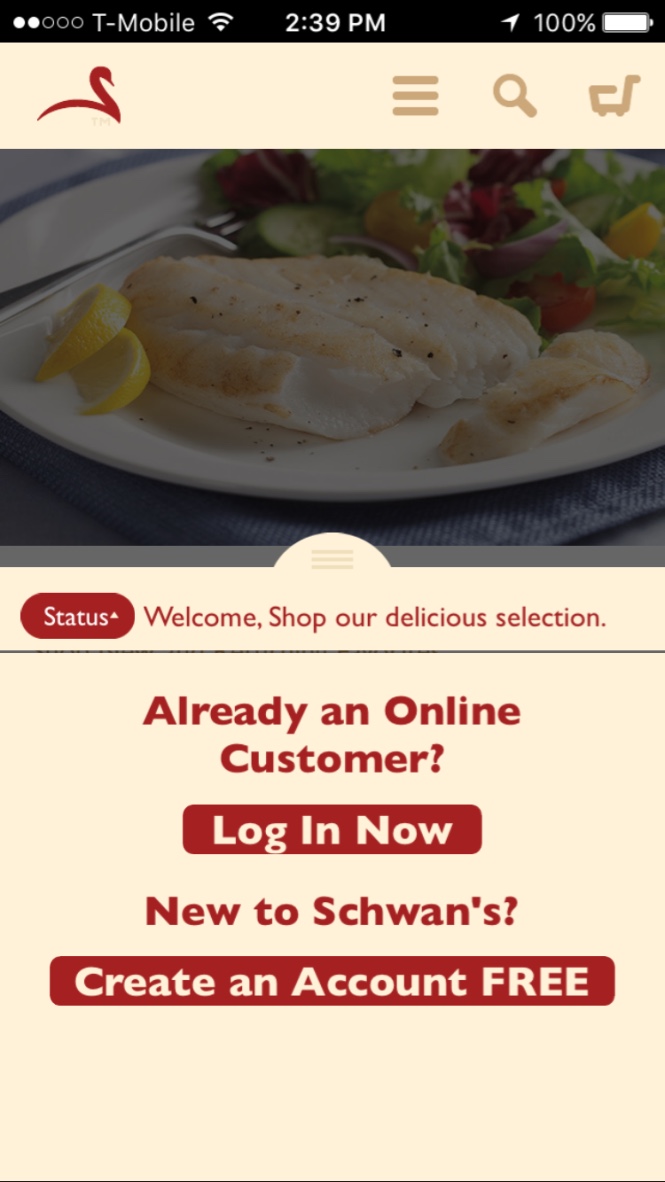 T-Mobile 2:39 PM 100%
TM
Status Welcome, Shop our delicious selection.
Already an Online
Customer?
Log In Now
New to Schwan's?
Create an Account FREE